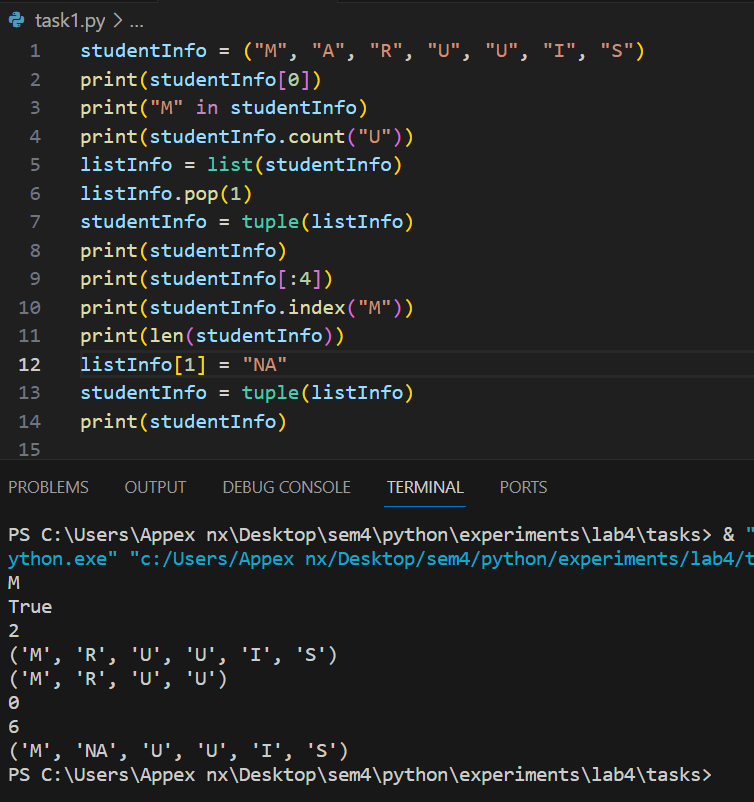 task1.py > ...
1 studentInfo = ("M", "A", "R", "U", "U", "I", "S")
2 print(studentInfo[0])
3 print("M" in studentInfo)
4 print(studentInfo.count("U"))
5 listInfo = list(studentInfo)
6 listInfo.pop(1)
7 studentInfo = tuple(listInfo)
8 print(studentInfo)
9 print(studentInfo[:4])
10 print(studentInfo.index("M"))
11 print(len(studentInfo))
12 listInfo[1] = "NA"
13 studentInfo = tuple(listInfo)
14 print(studentInfo)
15
PROBLEMS OUTPUT DEBUG CONSOLE TERMINAL PORTS
PS C:\Users\Appex nx\Desktop\sem4\python\experiments\lab4\tasks> & "
ython.exe" "c:/Users/Appex nx/Desktop/sem4/python/experiments/lab4/t
M
True
2
('M', 'R', 'U', 'U', 'I', 'S')
('M', 'R', 'U', 'U')
0
6
('M', 'NA', 'U', 'U', 'I', 'S')
PS C:\Users\Appex nx\Desktop\sem4\python\experiments\lab4\tasks>